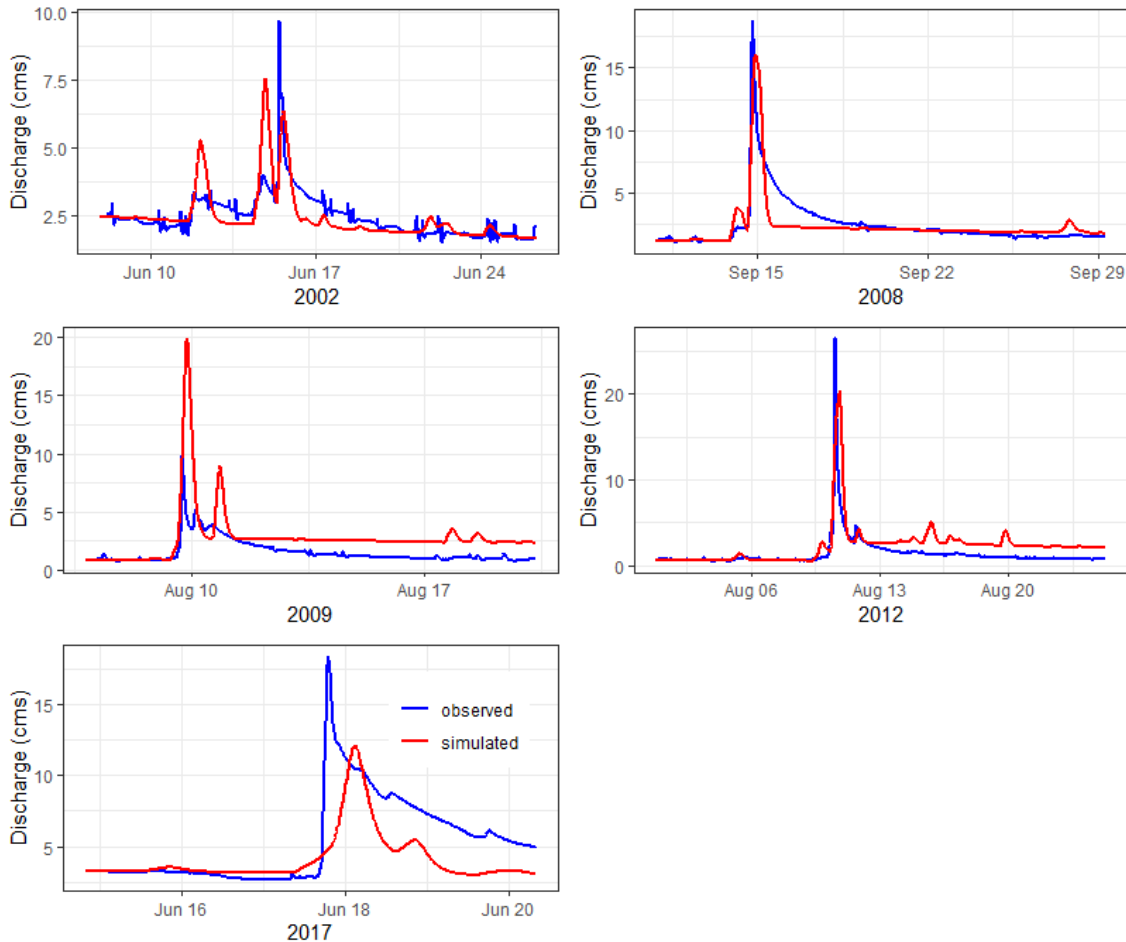 Discharge (cms)
10.0
7.5
5.0
2.5
Jun 10
Jun 17
Jun 24
2002
Discharge (cms)
15
10
5
Sep 15
Sep 22
Sep 29
2008
Discharge (cms)
20
15
10
5
0
Aug 10
Aug 17
2009
Discharge (cms)
20
10
0
Aug 06
Aug 13
Aug 20
2012
Discharge (cms)
15
10
5
observed
simulated
Jun 16
Jun 18
Jun 20
2017